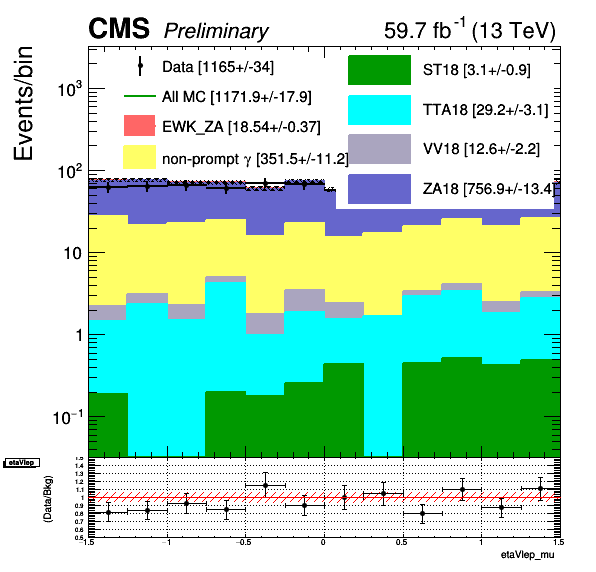 CMS Preliminary 59.7 fb⁻¹ (13 TeV)
Events/bin
Data [1165+/-34]
All MC [1171.9+/-17.9]
EWK_ZA [18.54+/-0.37]
non-prompt γ [351.5+/-11.2]
ST18 [3.1+/-0.9]
TTA18 [29.2+/-3.1]
VV18 [12.6+/-2.2]
ZA18 [756.9+/-13.4]
10³
10²
10
1
10⁻¹
etaVlep
(Data/Bkg)
1.5
1.4
1.3
1.2
1.1
1
0.9
0.8
0.7
0.6
0.5
-1.5 -1 -0.5 0 0.5 1 1.5
etaVlep_mu